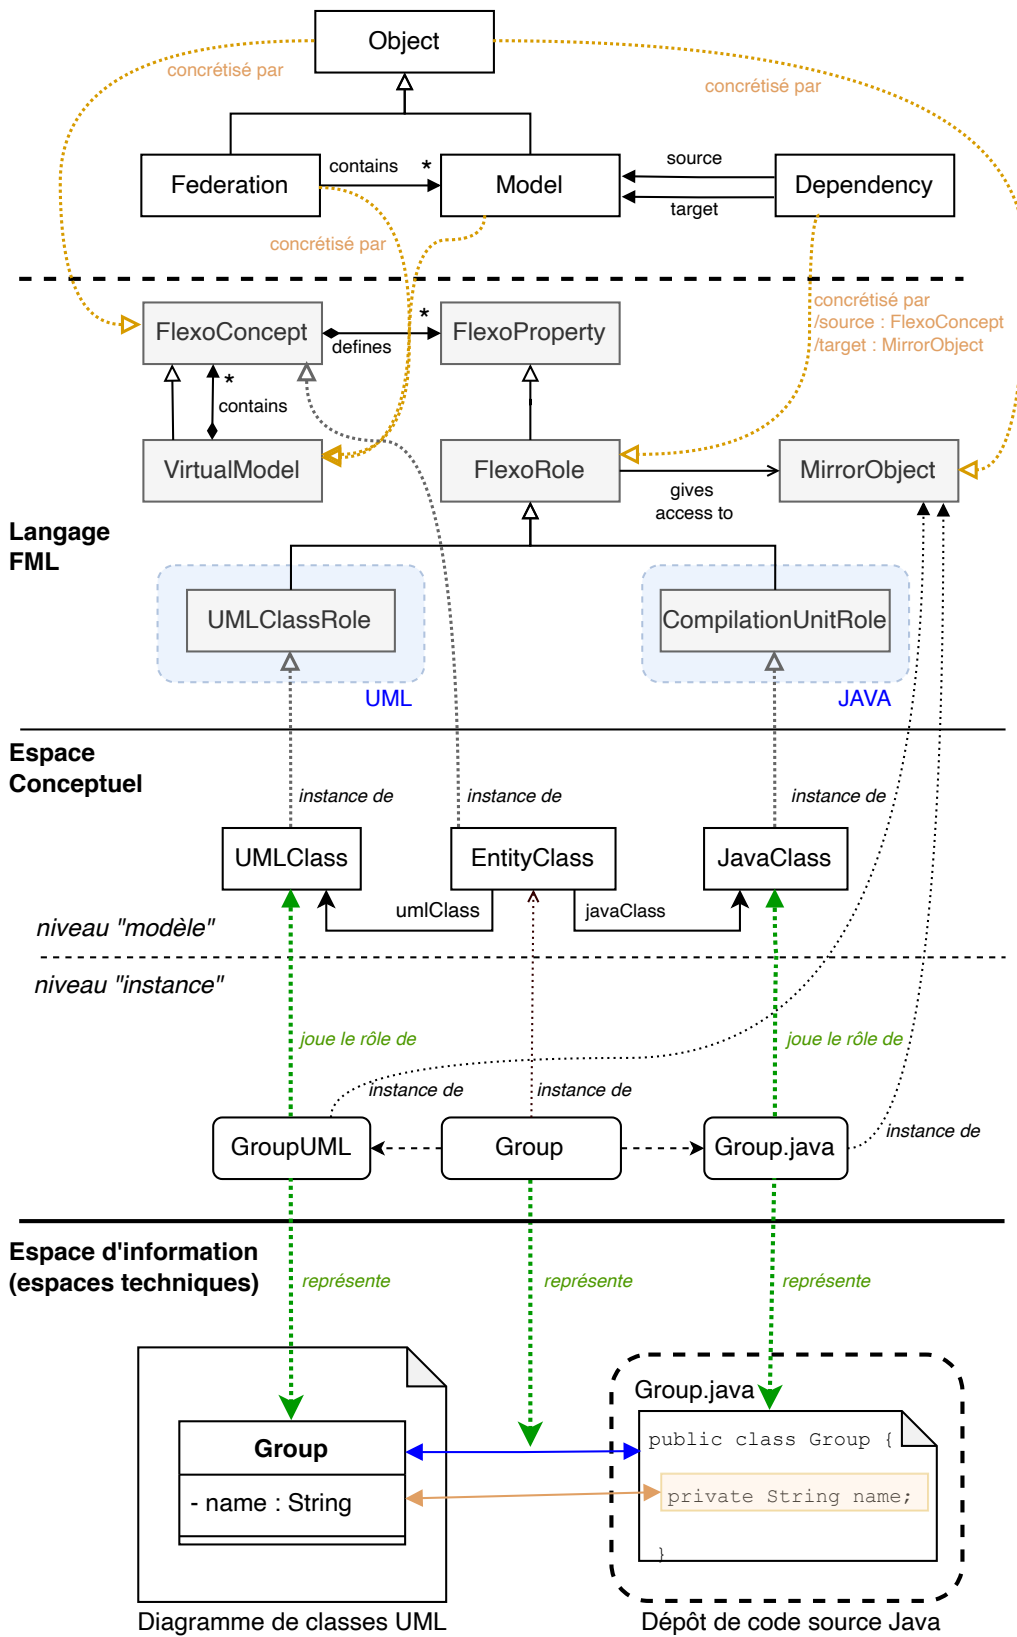 Object
concrétisé par
concrétisé par
Federation
contains
*
Model
source
target
Dependency
concrétisé par
concrétisé par
/source : FlexoConcept
/target : MirrorObject
FlexoConcept
defines
*
FlexoProperty
*
contains
VirtualModel
FlexoRole
gives
access to
MirrorObject
Langage
FML
UMLClassRole
UML
CompilationUnitRole
JAVA
Espace
Conceptuel
instance de
instance de
instance de
UMLClass
EntityClass
JavaClass
umlClass
javaClass
niveau "modèle"
niveau "instance"
joue le rôle de
joue le rôle de
instance de
instance de
instance de
GroupUML
Group
Group.java
Espace d'information
(espaces techniques)
représente
représente
représente
Group.java
Group
- name : String
public class Group {
private String name;
}
Diagramme de classes UML
Dépôt de code source Java